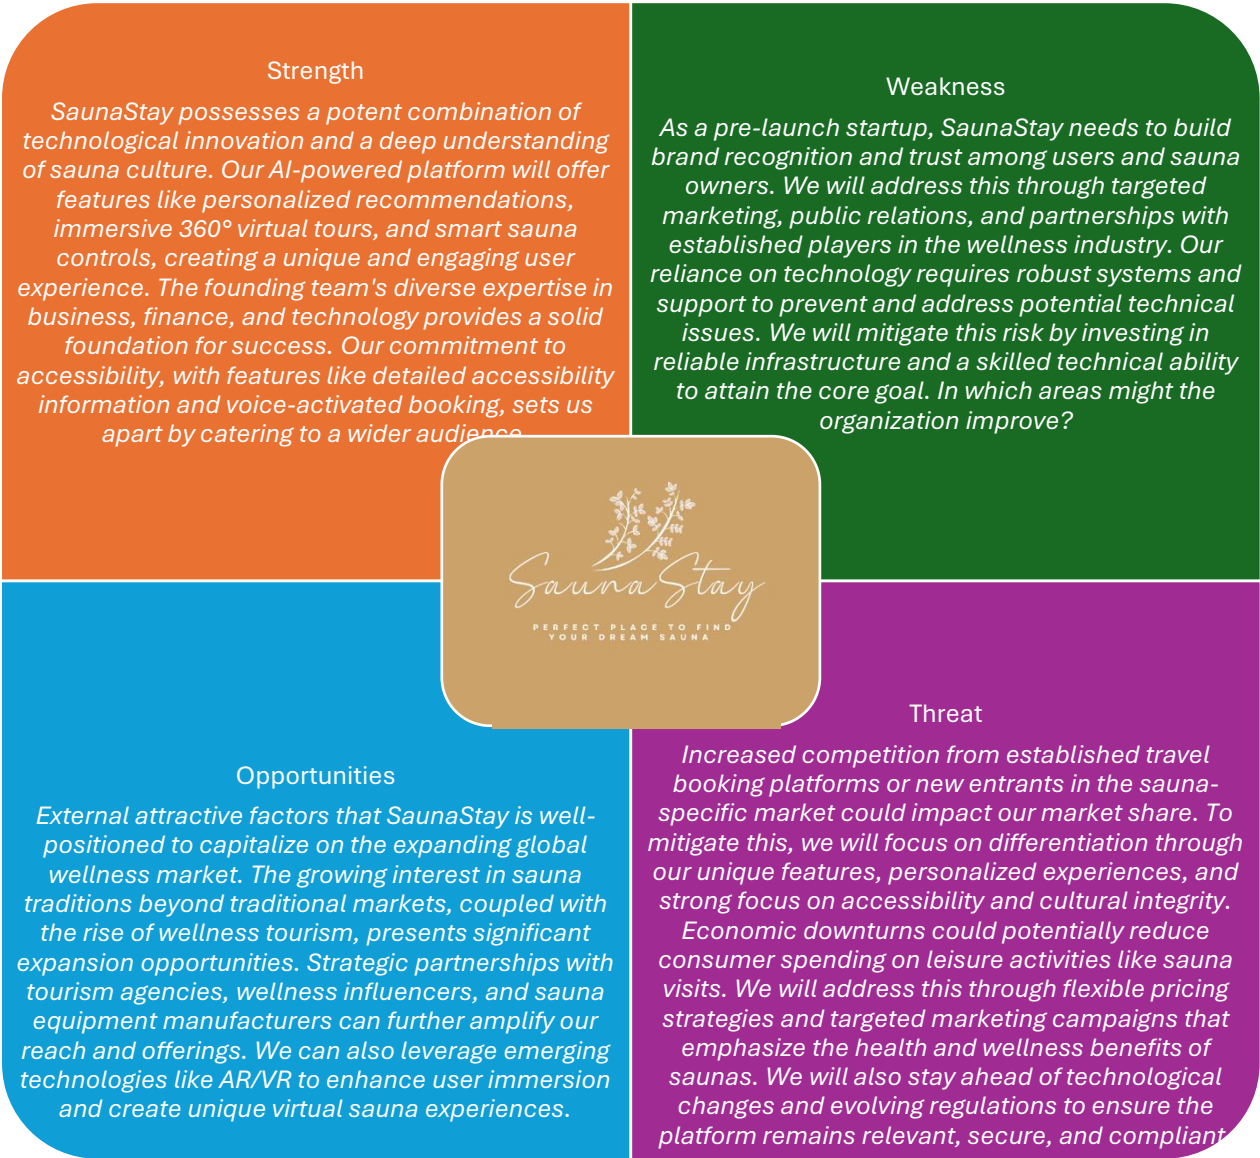 Strength
SaunaStay possesses a potent combination of
technological innovation and a deep understanding
of sauna culture. Our AI-powered platform will offer
features like personalized recommendations,
immersive 360° virtual tours, and smart sauna
controls, creating a unique and engaging user
experience. The founding team's diverse expertise in
business, finance, and technology provides a solid
foundation for success. Our commitment to
accessibility, with features like detailed accessibility
information and voice-activated booking, sets us
apart by catering to a wider audience
Weakness
As a pre-launch startup, SaunaStay needs to build
brand recognition and trust among users and sauna
owners. We will address this through targeted
marketing, public relations, and partnerships with
established players in the wellness industry. Our
reliance on technology requires robust systems and
support to prevent and address potential technical
issues. We will mitigate this risk by investing in
reliable infrastructure and a skilled technical ability
to attain the core goal. In which areas might the
organization improve?
SaunaStay
PERFECT PLACE TO FIND
YOUR DREAM SAUNA
Opportunities
External attractive factors that SaunaStay is well-
positioned to capitalize on the expanding global
wellness market. The growing interest in sauna
traditions beyond traditional markets, coupled with
the rise of wellness tourism, presents significant
expansion opportunities. Strategic partnerships with
tourism agencies, wellness influencers, and sauna
equipment manufacturers can further amplify our
reach and offerings. We can also leverage emerging
technologies like AR/VR to enhance user immersion
and create unique virtual sauna experiences.
Threat
Increased competition from established travel
booking platforms or new entrants in the sauna-
specific market could impact our market share. To
mitigate this, we will focus on differentiation through
our unique features, personalized experiences, and
strong focus on accessibility and cultural integrity.
Economic downturns could potentially reduce
consumer spending on leisure activities like sauna
visits. We will address this through flexible pricing
strategies and targeted marketing campaigns that
emphasize the health and wellness benefits of
saunas. We will also stay ahead of technological
changes and evolving regulations to ensure the
platform remains relevant, secure, and compliant